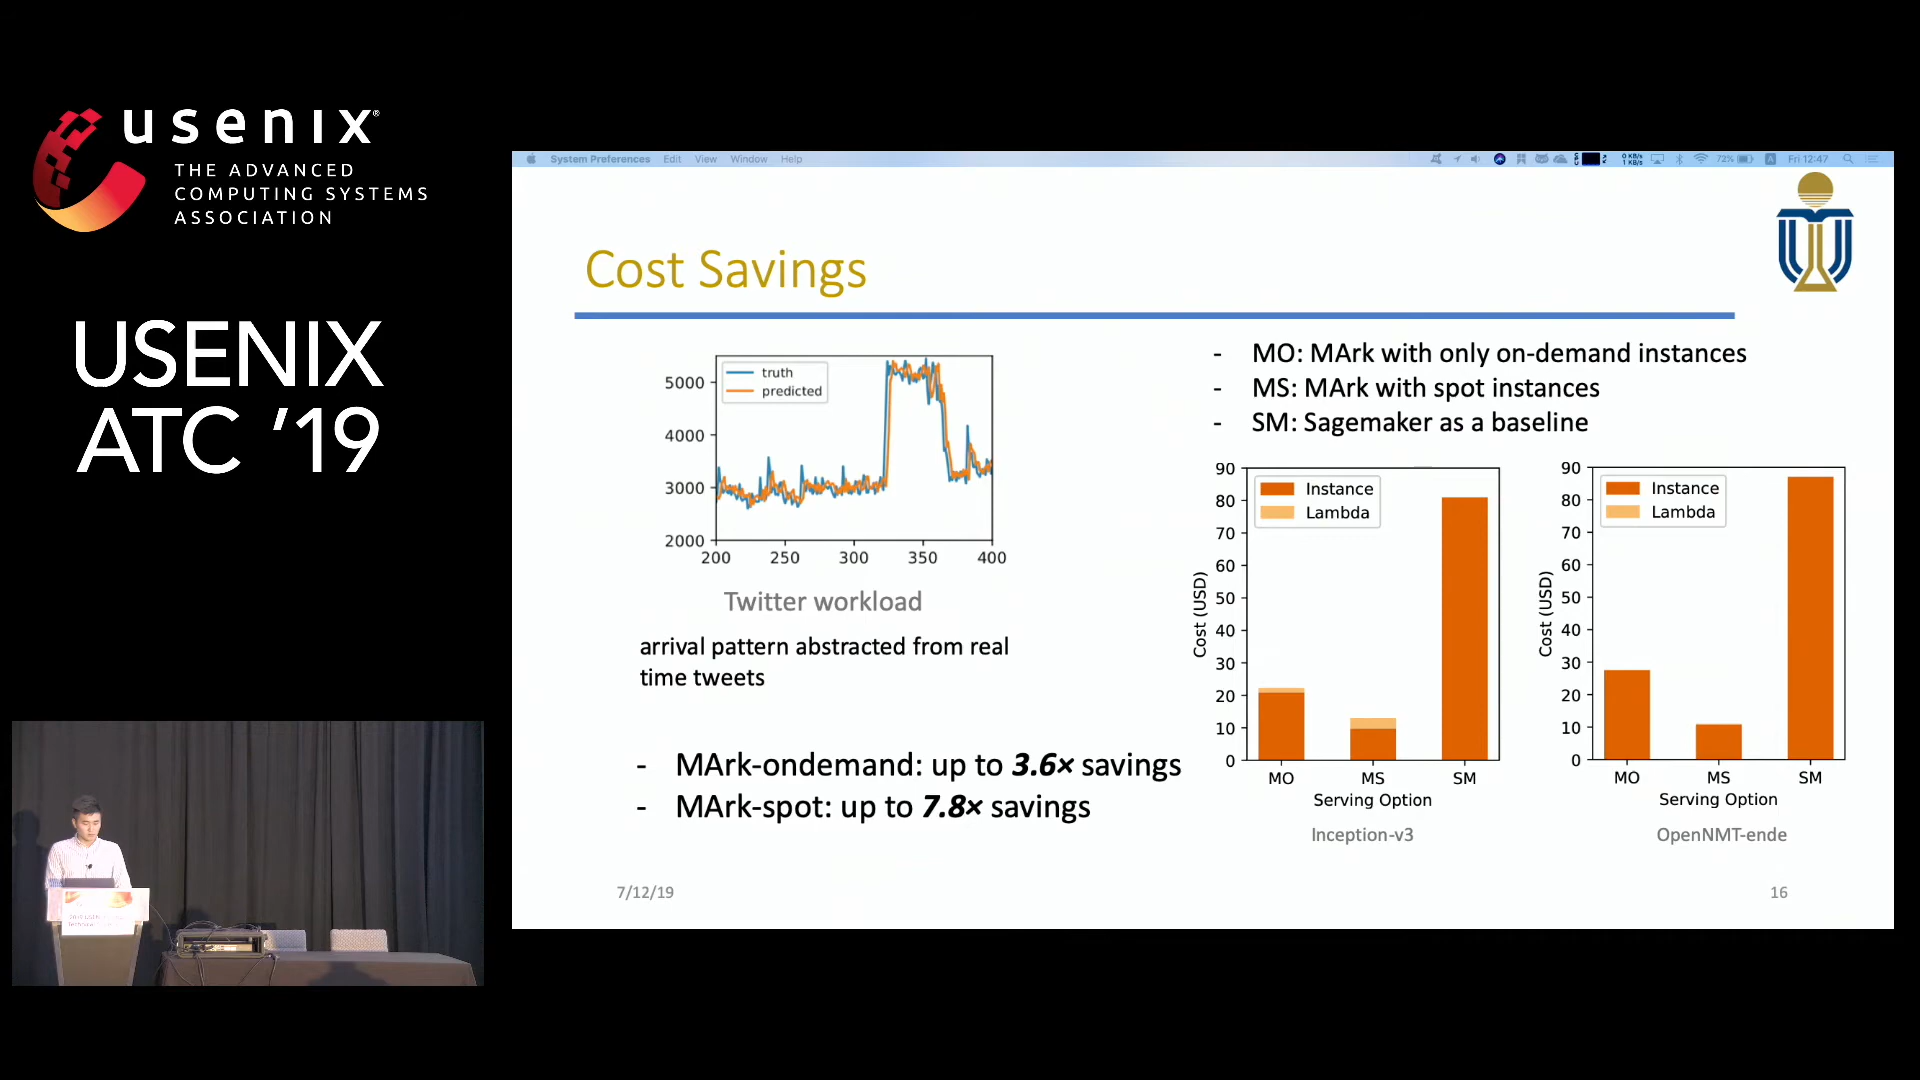 usenix®
THE ADVANCED
COMPUTING SYSTEMS
ASSOCIATION
USENIX
ATC ’19
System Preferences Edit View Window Help
72% Fri 12:47
Cost Savings
truth
predicted
5000
4000
3000
2000
200 250 300 350 400
Twitter workload
arrival pattern abstracted from real
time tweets
- MArk-ondemand: up to 3.6× savings
- MArk-spot: up to 7.8× savings
- MO: MArk with only on-demand instances
- MS: MArk with spot instances
- SM: Sagemaker as a baseline
Instance
Lambda
90
80
70
60
50
40
30
20
10
0
Cost (USD)
MO MS SM
Serving Option
Inception-v3
Instance
Lambda
90
80
70
60
50
40
30
20
10
0
Cost (USD)
MO MS SM
Serving Option
OpenNMT-ende
7/12/19
16